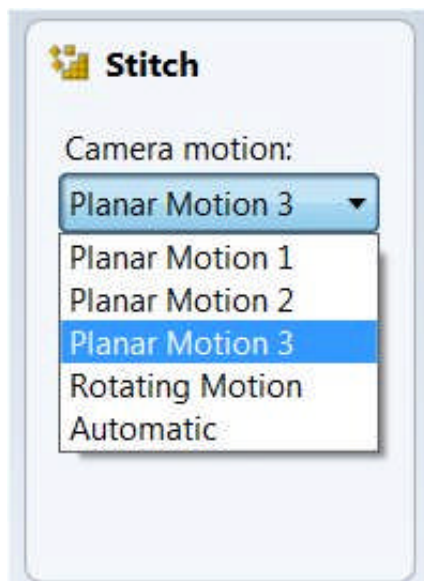 Stitch
Camera motion:
Planar Motion 3
Planar Motion 1
Planar Motion 2
Planar Motion 3
Rotating Motion
Automatic